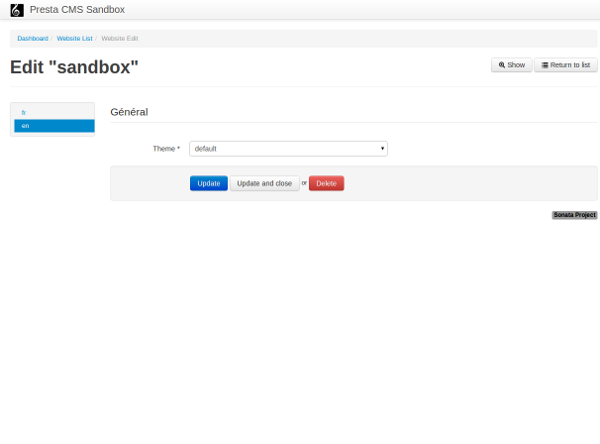 Presta CMS Sandbox
Dashboard / Website List / Website Edit
Edit "sandbox"
Show
Return to list
fr
en
Général
Theme *
default
Update
Update and close
or
Delete
Sonata Project